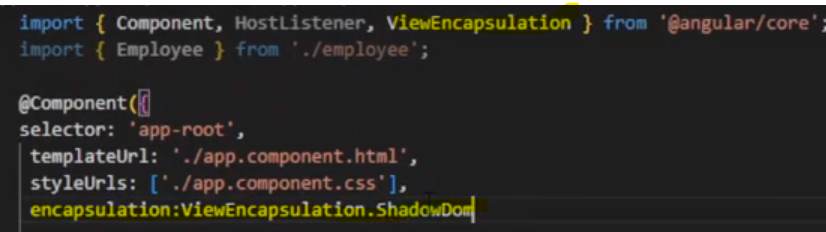 import { Component, HostListener, ViewEncapsulation } from '@angular/core';
import { Employee } from './employee';
@Component({
selector: 'app-root',
templateUrl: './app.component.html',
styleUrls: ['./app.component.css'],
encapsulation:ViewEncapsulation.ShadowDom